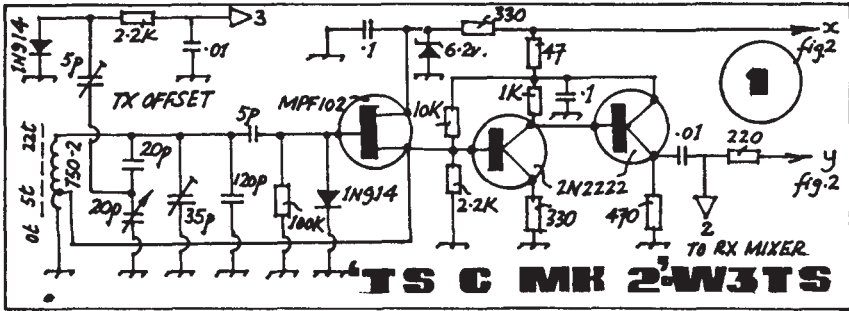 1N914
5p
2.2K
.01
3
TX OFFSET
.1
6.2v.
330
47
x
fig.2
1
22t
5t
0t
T50-2
20p
20p
35p
120p
5p
100K
1N914
MPF102
10K
2.2K
1K
.1
330
2N2222
470
.01
220
y
fig.2
2
TO RX MIXER
"TS C MK 2"-W3TS